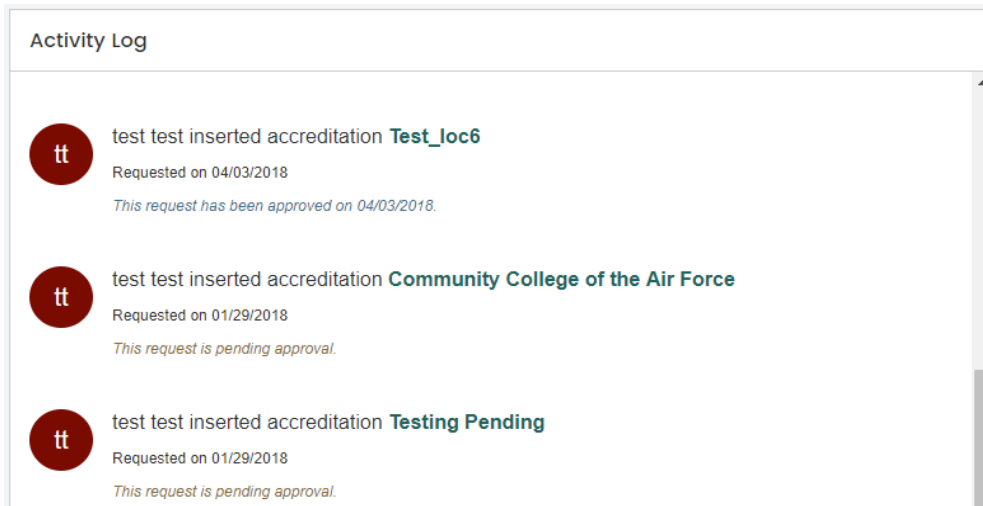 Activity Log
tt
test test inserted accreditation Test_loc6
Requested on 04/03/2018
This request has been approved on 04/03/2018.
tt
test test inserted accreditation Community College of the Air Force
Requested on 01/29/2018
This request is pending approval.
tt
test test inserted accreditation Testing Pending
Requested on 01/29/2018
This request is pending approval.